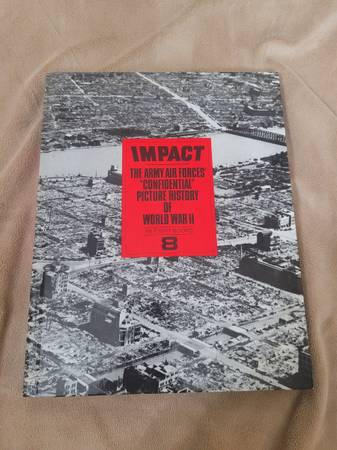 IMPACT
THE ARMY AIR FORCES'
"CONFIDENTIAL"
PICTURE HISTORY
OF
WORLD WAR II
8